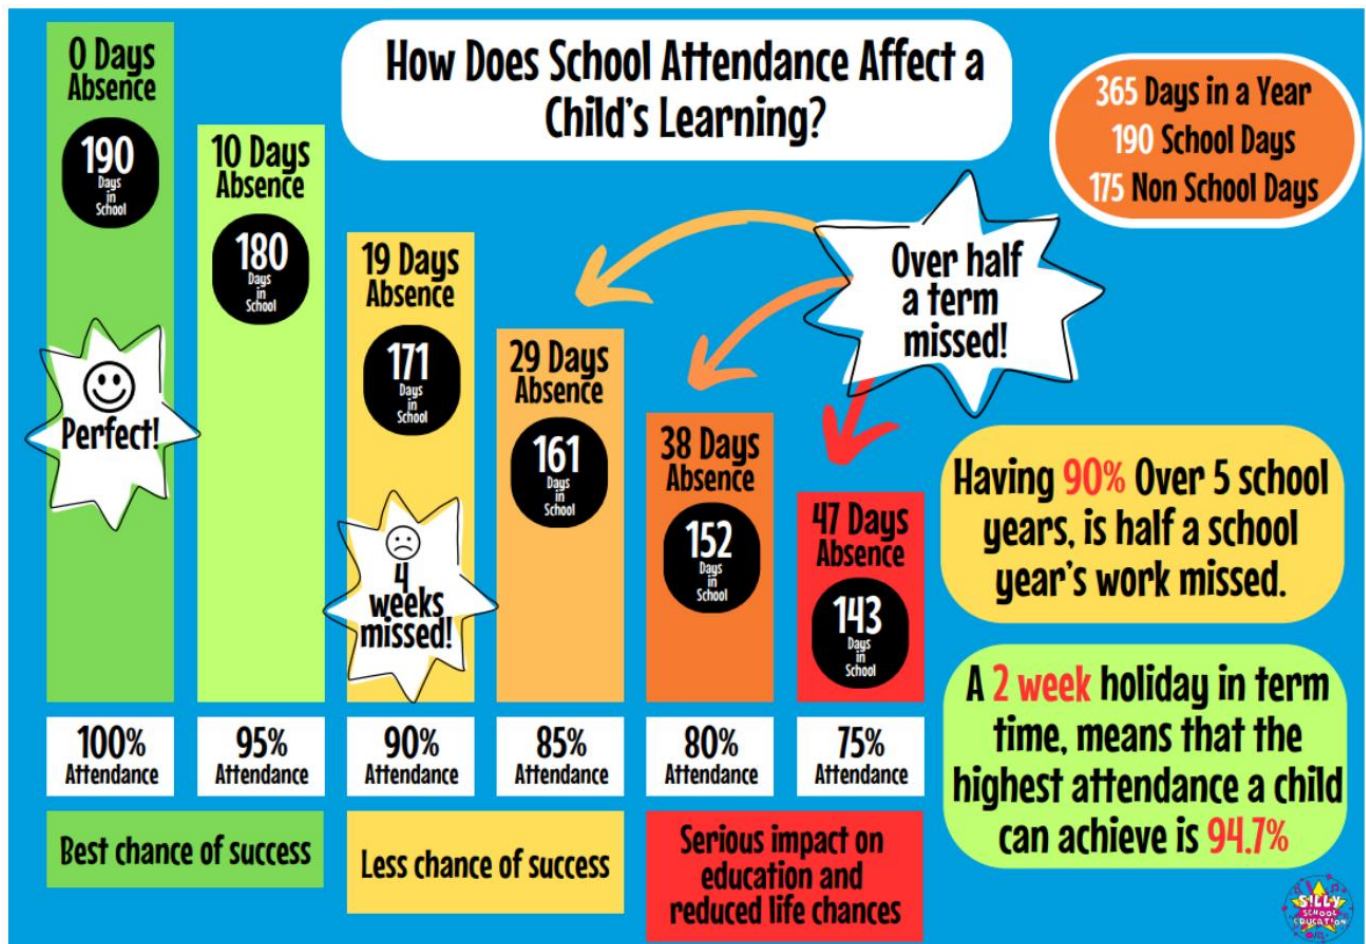 How Does School Attendance Affect a
Child's Learning?
365 Days in a Year
190 School Days
175 Non School Days
0 Days
Absence
190
Days
in
School
Perfect!
100%
Attendance
10 Days
Absence
180
Days
in
School
95%
Attendance
Best chance of success
19 Days
Absence
171
Days
in
School
4
weeks
missed!
90%
Attendance
29 Days
Absence
161
Days
in
School
85%
Attendance
Less chance of success
38 Days
Absence
152
Days
in
School
80%
Attendance
47 Days
Absence
143
Days
in
School
75%
Attendance
Serious impact on
education and
reduced life chances
Over half
a term
missed!
Having 90% Over 5 school
years, is half a school
year's work missed.
A 2 week holiday in term
time, means that the
highest attendance a child
can achieve is 94.7%
SILLY
SCHOOL
EDUCATION